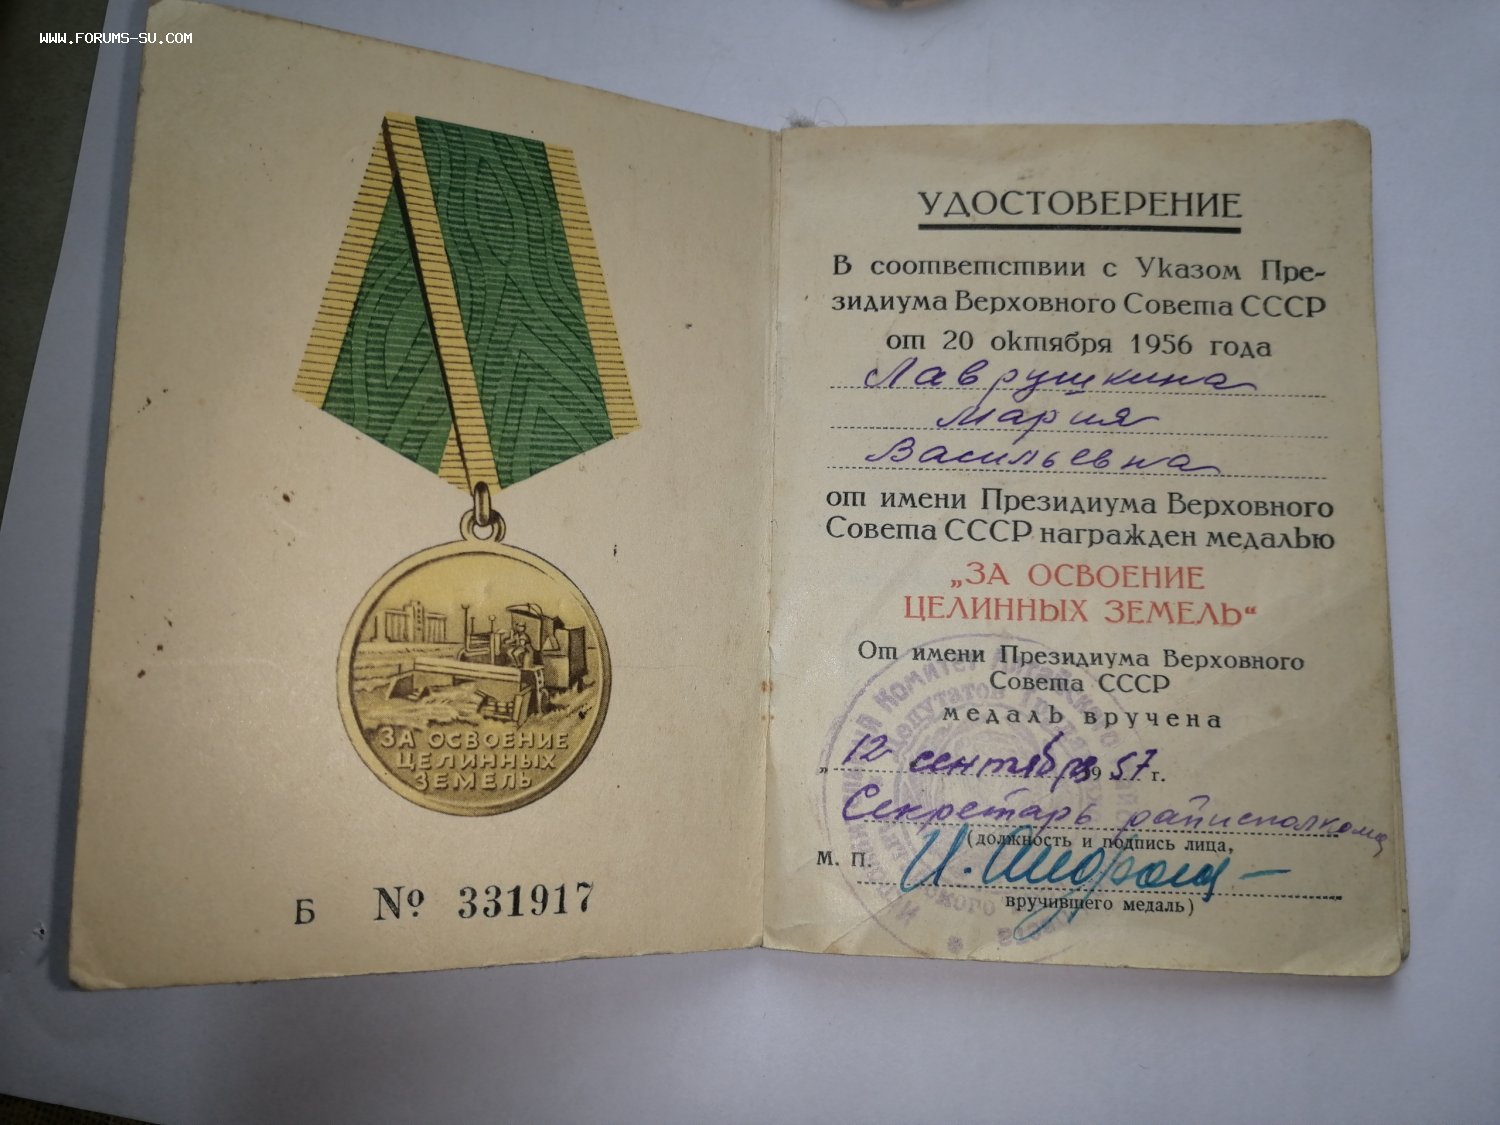 WWW.FORUMS-SU.COM
ЗА ОСВОЕНИЕ
ЦЕЛИННЫХ
ЗЕМЕЛЬ
Б № 331917
УДОСТОВЕРЕНИЕ
В соответствии с Указом Пре-
зидиума Верховного Совета СССР
от 20 октября 1956 года
Лаврушкина
Мария
Васильевна
от имени Президиума Верховного
Совета СССР награжден медалью
„ЗА ОСВОЕНИЕ
ЦЕЛИННЫХ ЗЕМЕЛЬ“
От имени Президиума Верховного
Совета СССР
медаль вручена
„12 сентября 1957 г.
Секретарь райисполкома
(должность и подпись лица,
М. П.
вручившего медаль)